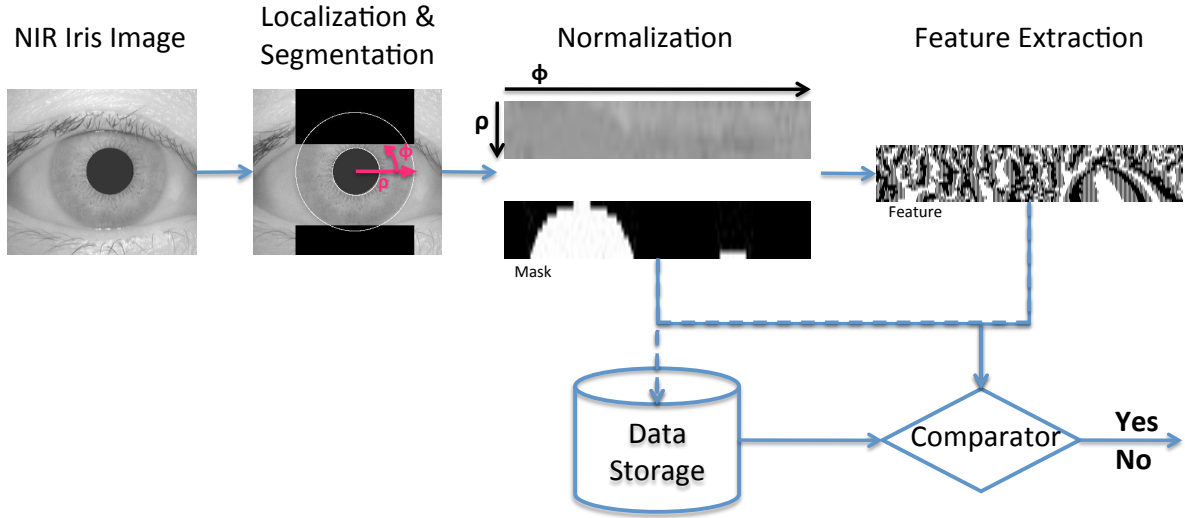 NIR Iris Image
Localization &
Segmentation
Normalization
Feature Extraction
ϕ
ρ
ϕ
ρ
Feature
Mask
Data
Storage
Comparator
Yes
No